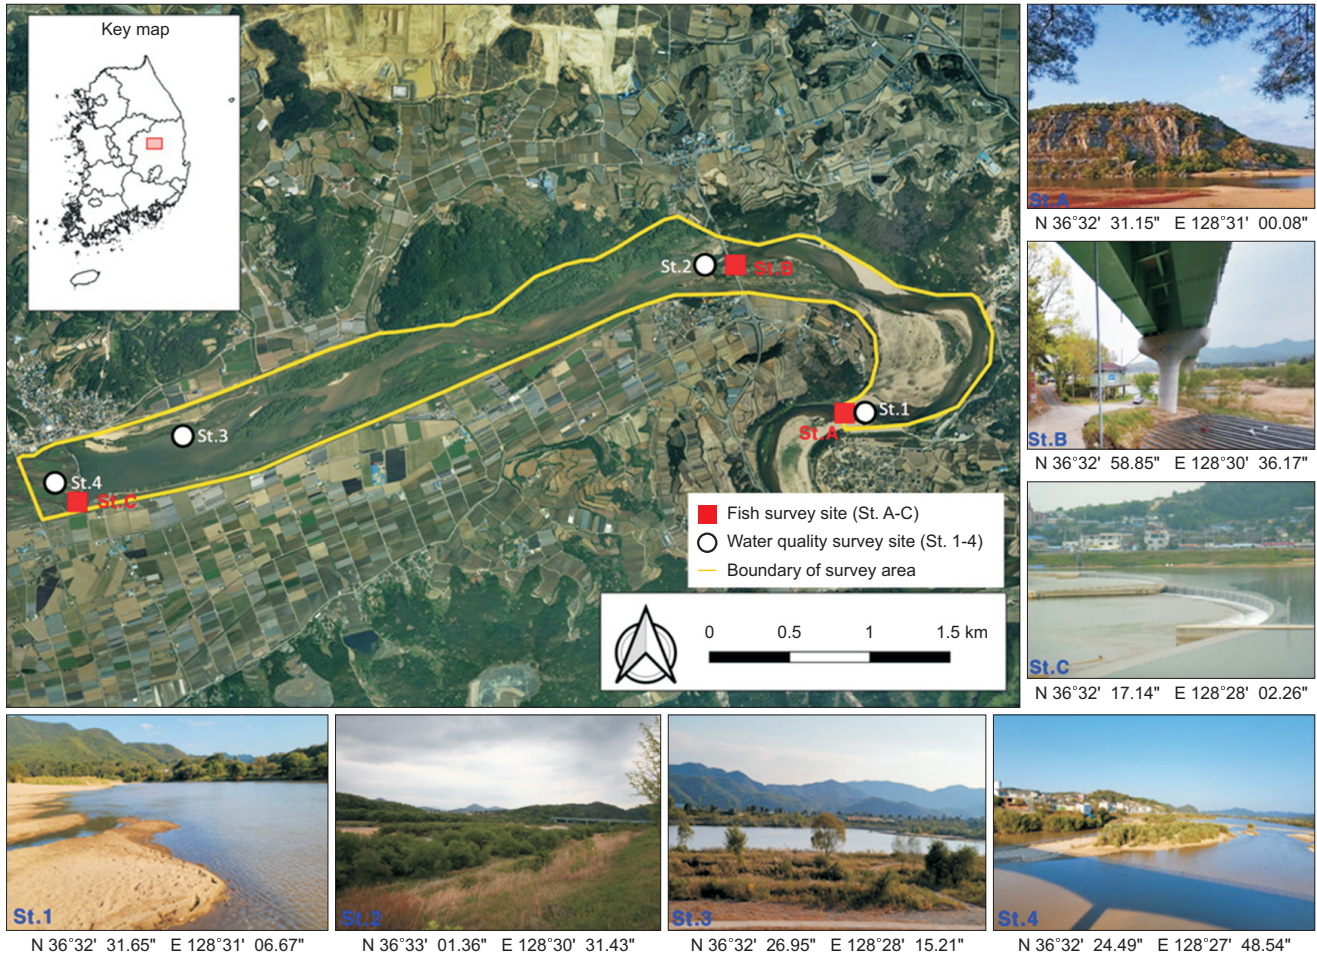 Key map
St.2
St.B
St.1
St.A
St.3
St.4
St.C
Fish survey site (St. A-C)
Water quality survey site (St. 1-4)
Boundary of survey area
0 0.5 1 1.5 km
St.A
N 36°32' 31.15" E 128°31' 00.08"
St.B
N 36°32' 58.85" E 128°30' 36.17"
St.C
N 36°32' 17.14" E 128°28' 02.26"
St.1
N 36°32' 31.65" E 128°31' 06.67"
St.2
N 36°33' 01.36" E 128°30' 31.43"
St.3
N 36°32' 26.95" E 128°28' 15.21"
St.4
N 36°32' 24.49" E 128°27' 48.54"